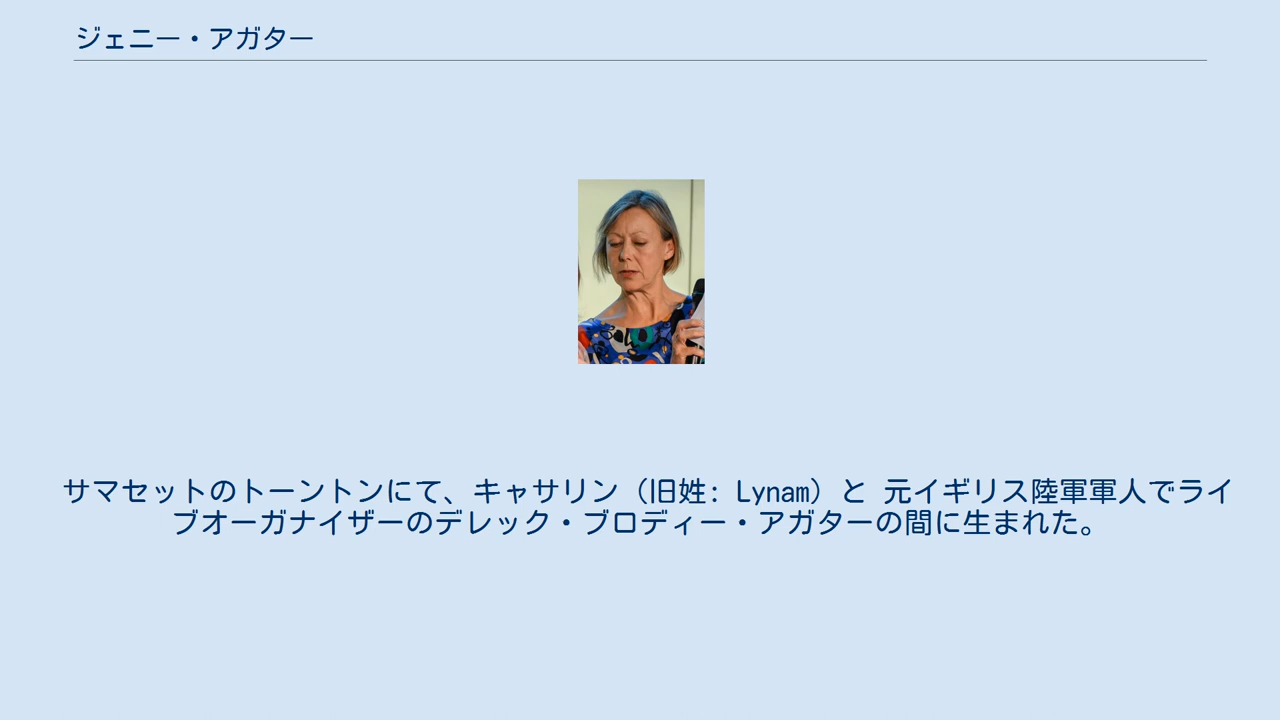 ジェニー・アガター
サマセットのトーントンにて、キャサリン（旧姓: Lynam）と 元イギリス陸軍軍人でライ
ブオーガナイザーのデレック・ブロディー・アガターの間に生まれた。